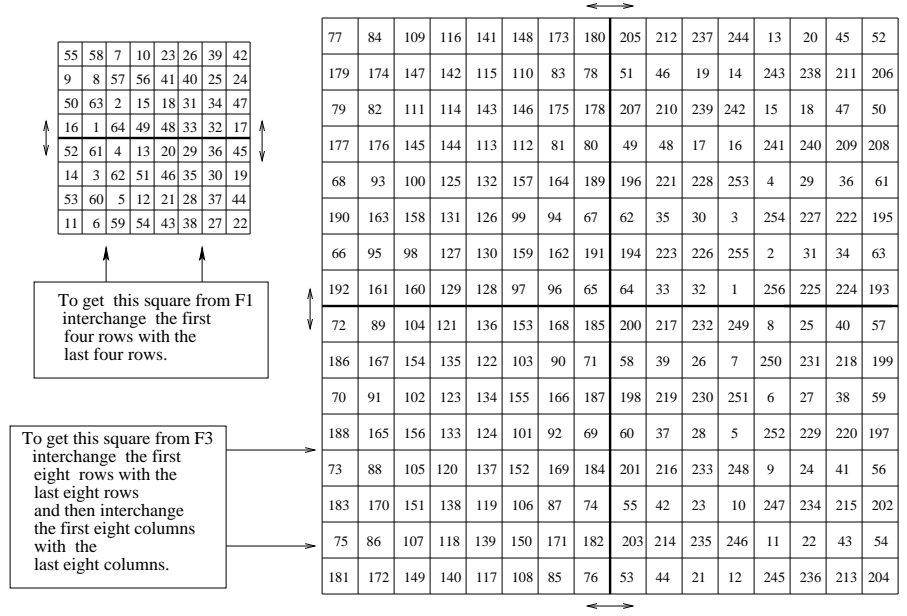 55 58 7 10 23 26 39 42
9 8 57 56 41 40 25 24
50 63 2 15 18 31 34 47
16 1 64 49 48 33 32 17
52 61 4 13 20 29 36 45
14 3 62 51 46 35 30 19
53 60 5 12 21 28 37 44
11 6 59 54 43 38 27 22
To get this square from F1
interchange the first
four rows with the
last four rows.
To get this square from F3
interchange the first
eight rows with the
last eight rows
and then interchange
the first eight columns
with the
last eight columns.
77 84 109 116 141 148 173 180 205 212 237 244 13 20 45 52
179 174 147 142 115 110 83 78 51 46 19 14 243 238 211 206
79 82 111 114 143 146 175 178 207 210 239 242 15 18 47 50
177 176 145 144 113 112 81 80 49 48 17 16 241 240 209 208
68 93 100 125 132 157 164 189 196 221 228 253 4 29 36 61
190 163 158 131 126 99 94 67 62 35 30 3 254 227 222 195
66 95 98 127 130 159 162 191 194 223 226 255 2 31 34 63
192 161 160 129 128 97 96 65 64 33 32 1 256 225 224 193
72 89 104 121 136 153 168 185 200 217 232 249 8 25 40 57
186 167 154 135 122 103 90 71 58 39 26 7 250 231 218 199
70 91 102 123 134 155 166 187 198 219 230 251 6 27 38 59
188 165 156 133 124 101 92 69 60 37 28 5 252 229 220 197
73 88 105 120 137 152 169 184 201 216 233 248 9 24 41 56
183 170 151 138 119 106 87 74 55 42 23 10 247 234 215 202
75 86 107 118 139 150 171 182 203 214 235 246 11 22 43 54
181 172 149 140 117 108 85 76 53 44 21 12 245 236 213 204